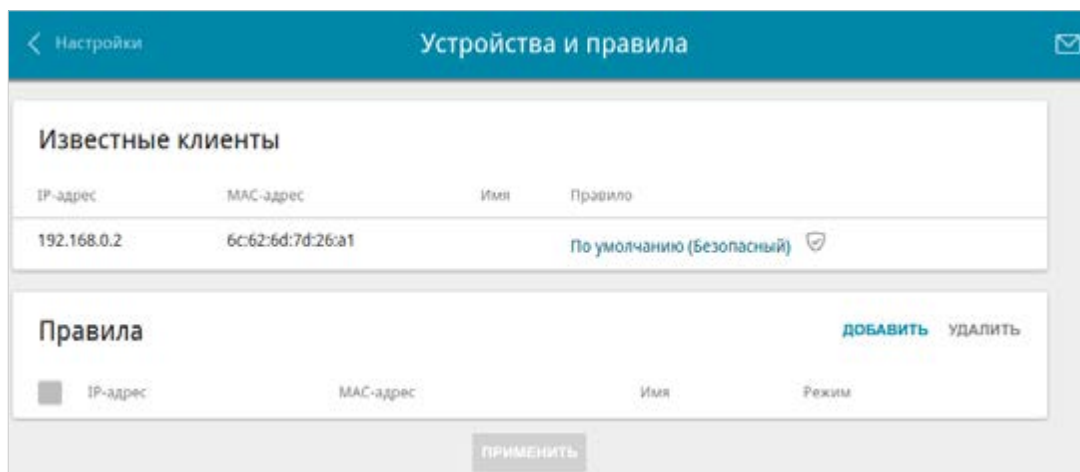 Настройки
Устройства и правила
Известные клиенты
IP-адрес MAC-адрес Имя Правило
192.168.0.2 6c:62:6d:7d:26:a1 По умолчанию (Безопасный)
Правила ДОБАВИТЬ УДАЛИТЬ
IP-адрес MAC-адрес Имя Режим
ПРИМЕНИТЬ